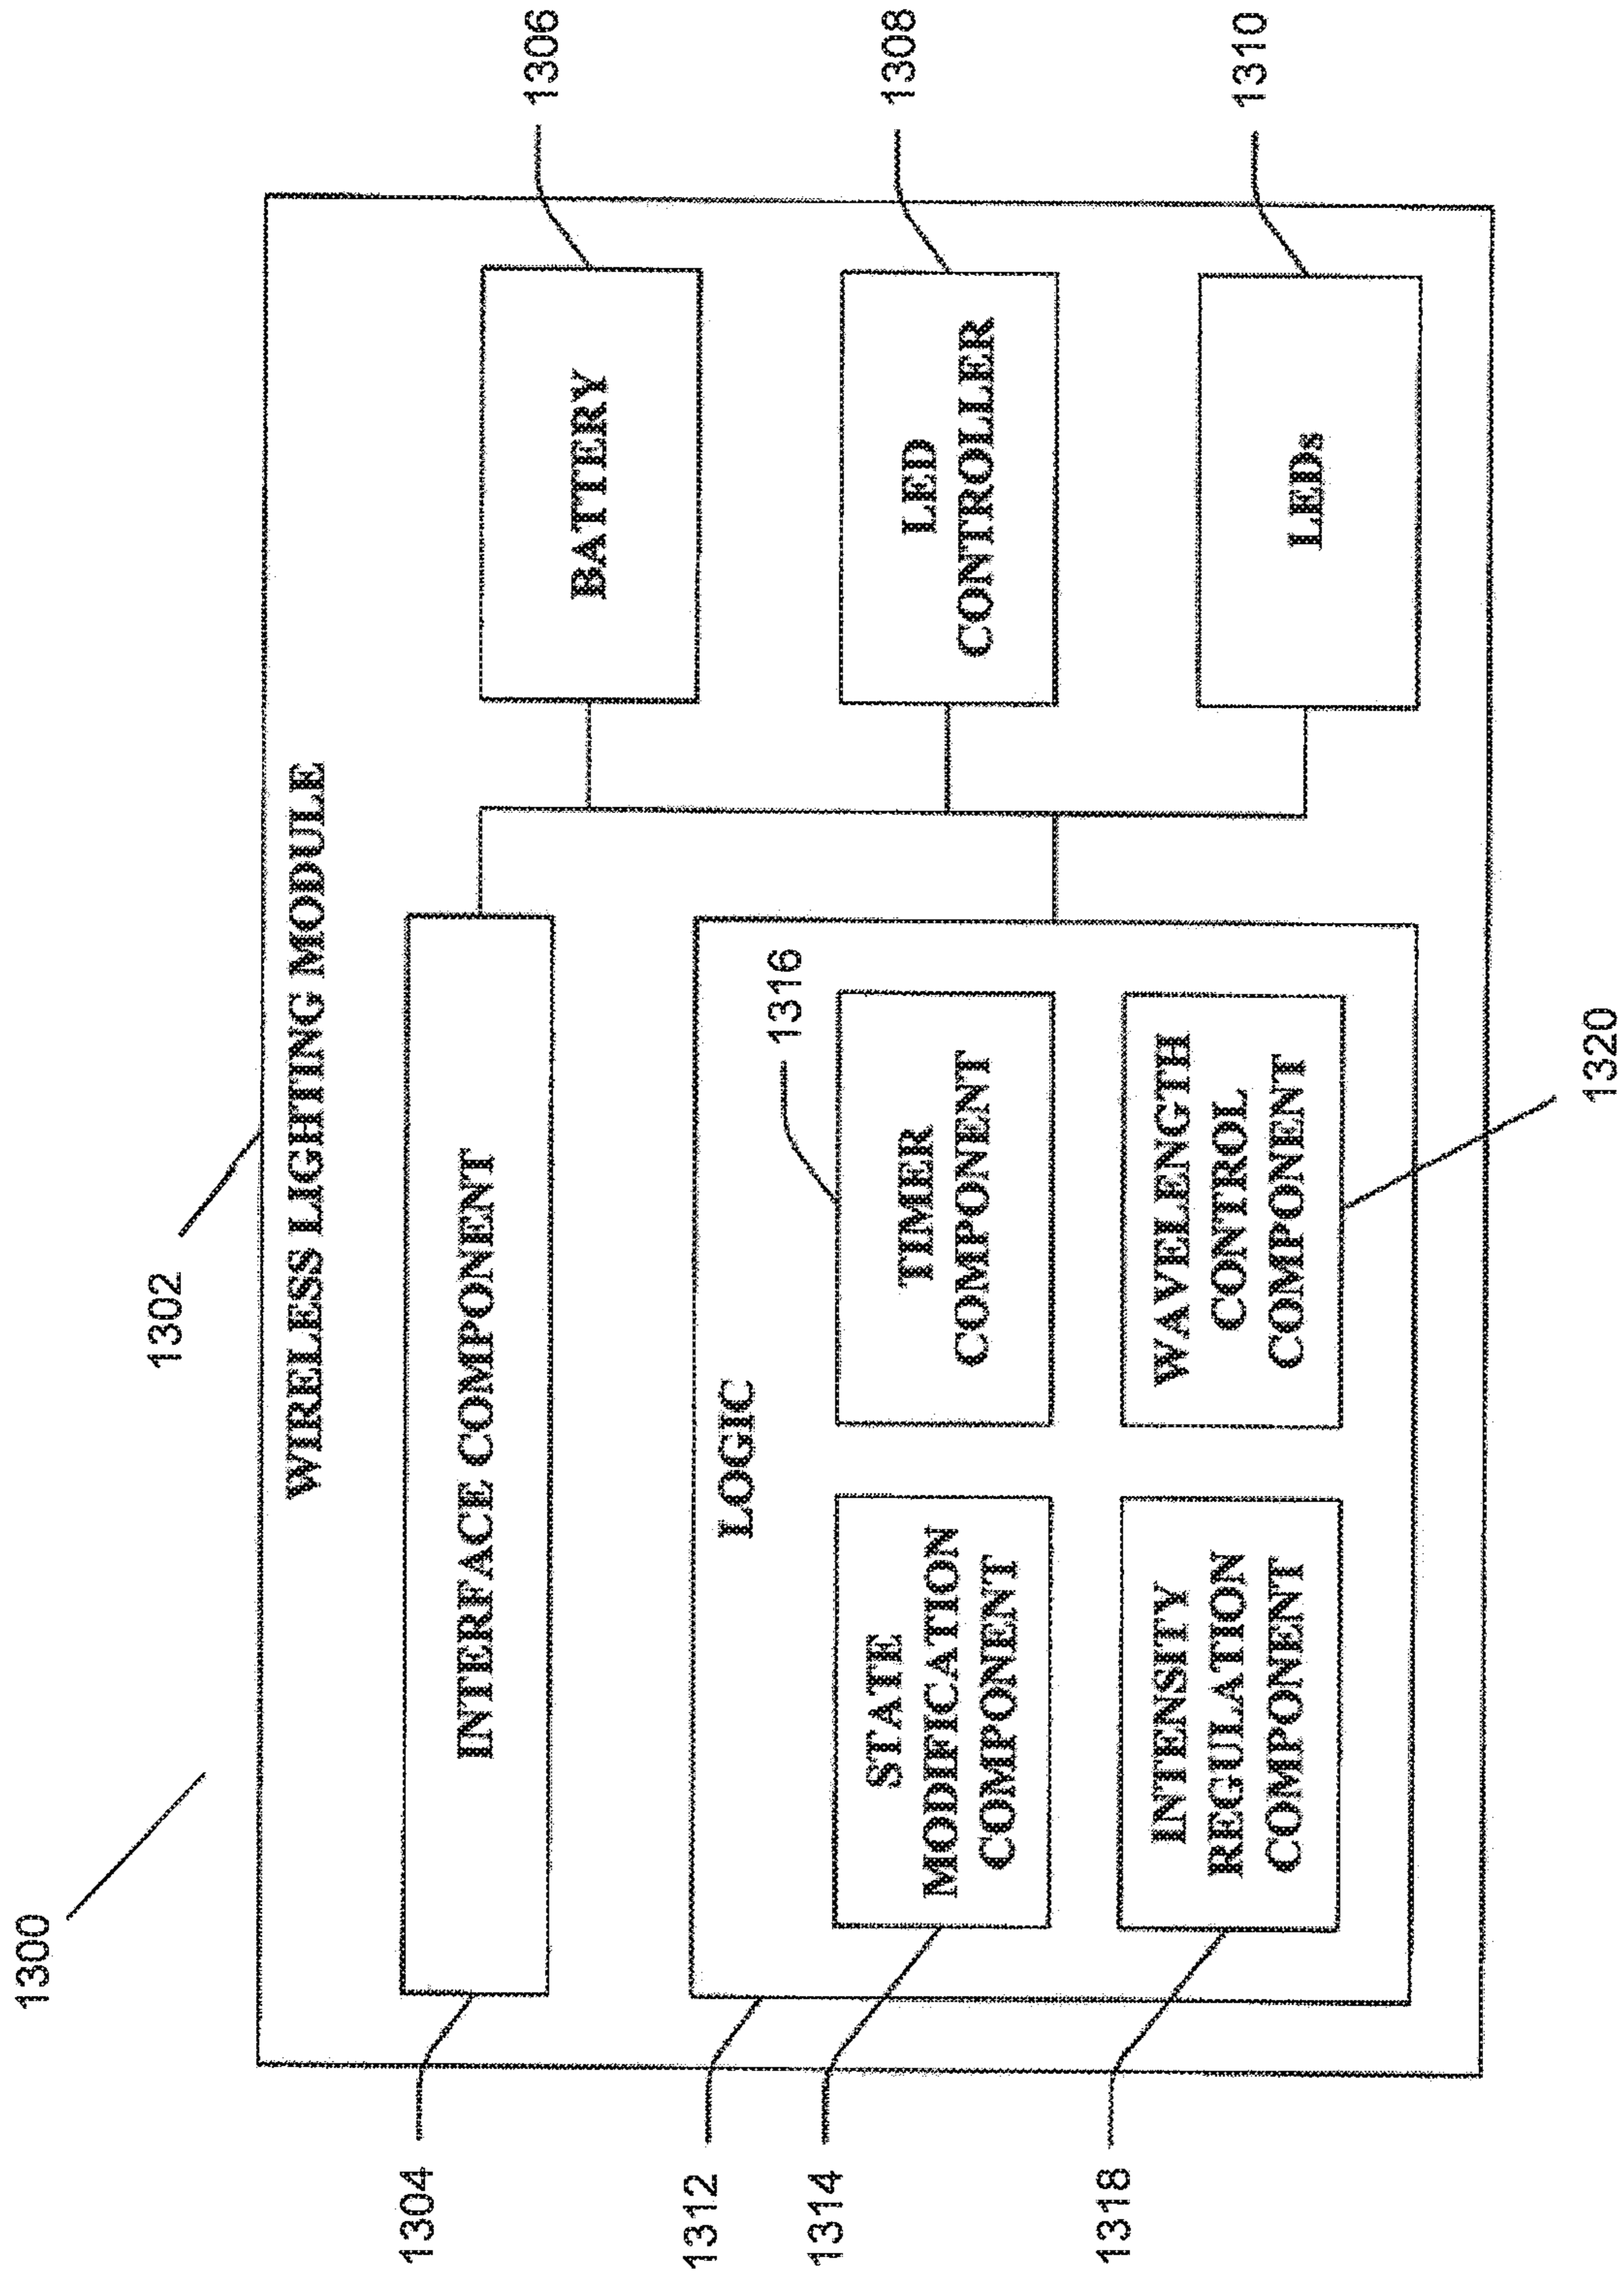 1300
1302
WIRELESS LIGHTING MODULE
1304
INTERFACE COMPONENT
BATTERY
1306
1312
LOGIC
1314
STATE
MODIFICATION
COMPONENT
1316
TIMER
COMPONENT
LED
CONTROLLER
1308
1318
INTENSITY
REGULATION
COMPONENT
WAVELENGTH
CONTROL
COMPONENT
1320
LEDs
1310